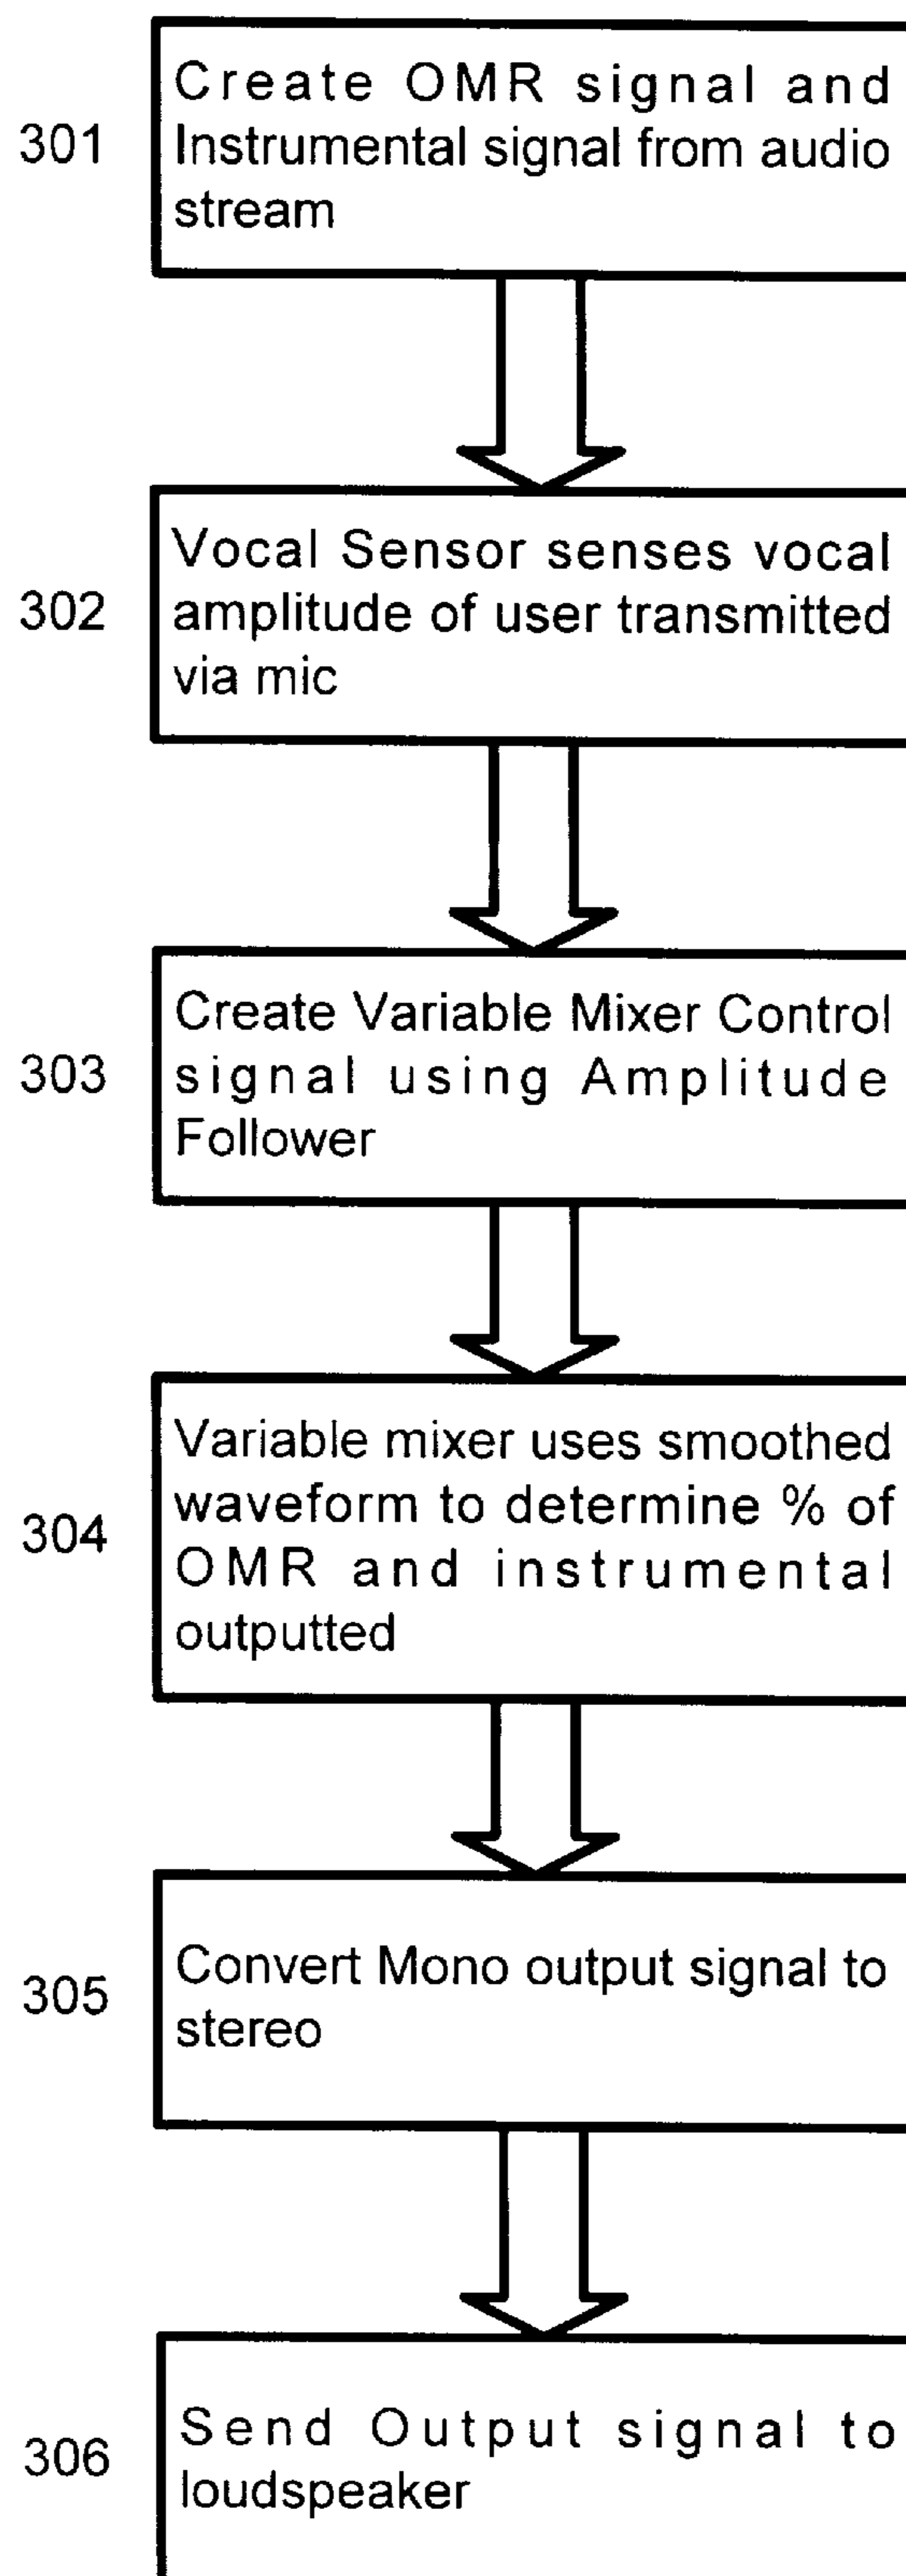 301
Create OMR signal and
Instrumental signal from audio
stream
302
Vocal Sensor senses vocal
amplitude of user transmitted
via mic
303
Create Variable Mixer Control
signal using Amplitude
Follower
304
Variable mixer uses smoothed
waveform to determine % of
OMR and instrumental
outputted
305
Convert Mono output signal to
stereo
306
Send Output signal to
loudspeaker